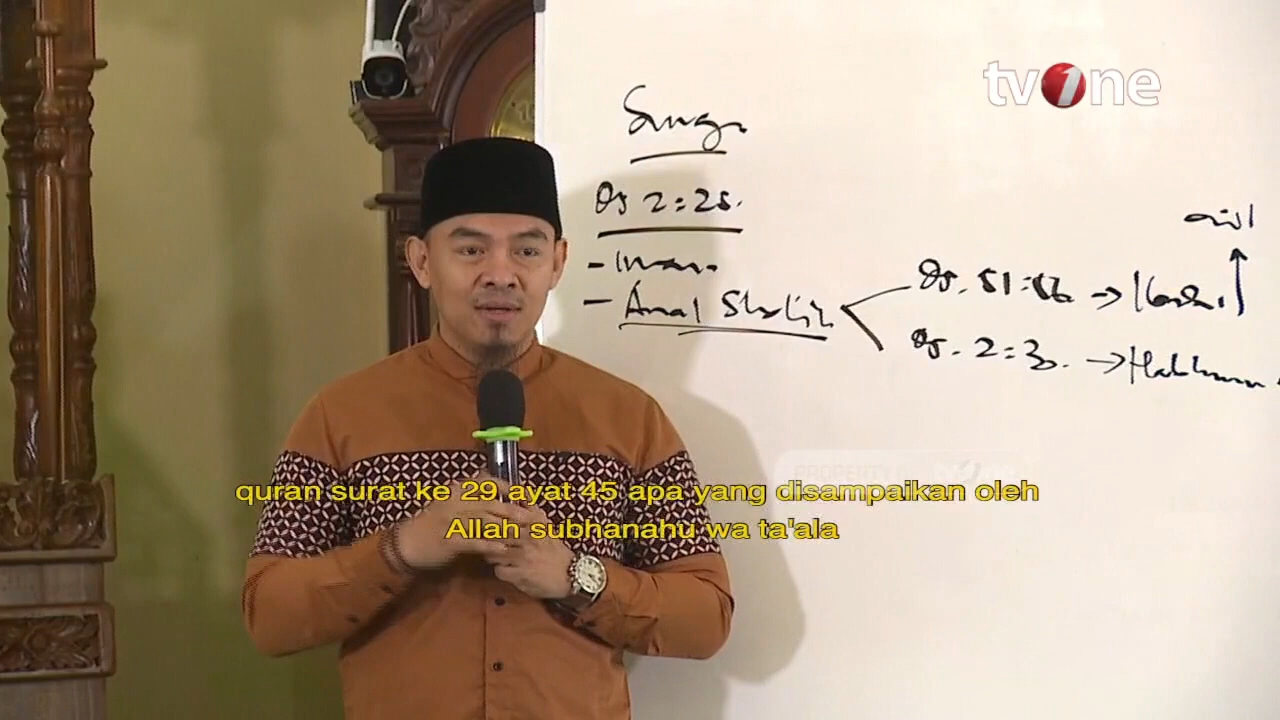 tvOne
Surga
QS 2:25.
- Iman
- Amal Shalih
QS. 51:56 →
QS. 2:30. →
quran surat ke 29 ayat 45 apa yang disampaikan oleh
Allah subhanahu wa ta'ala